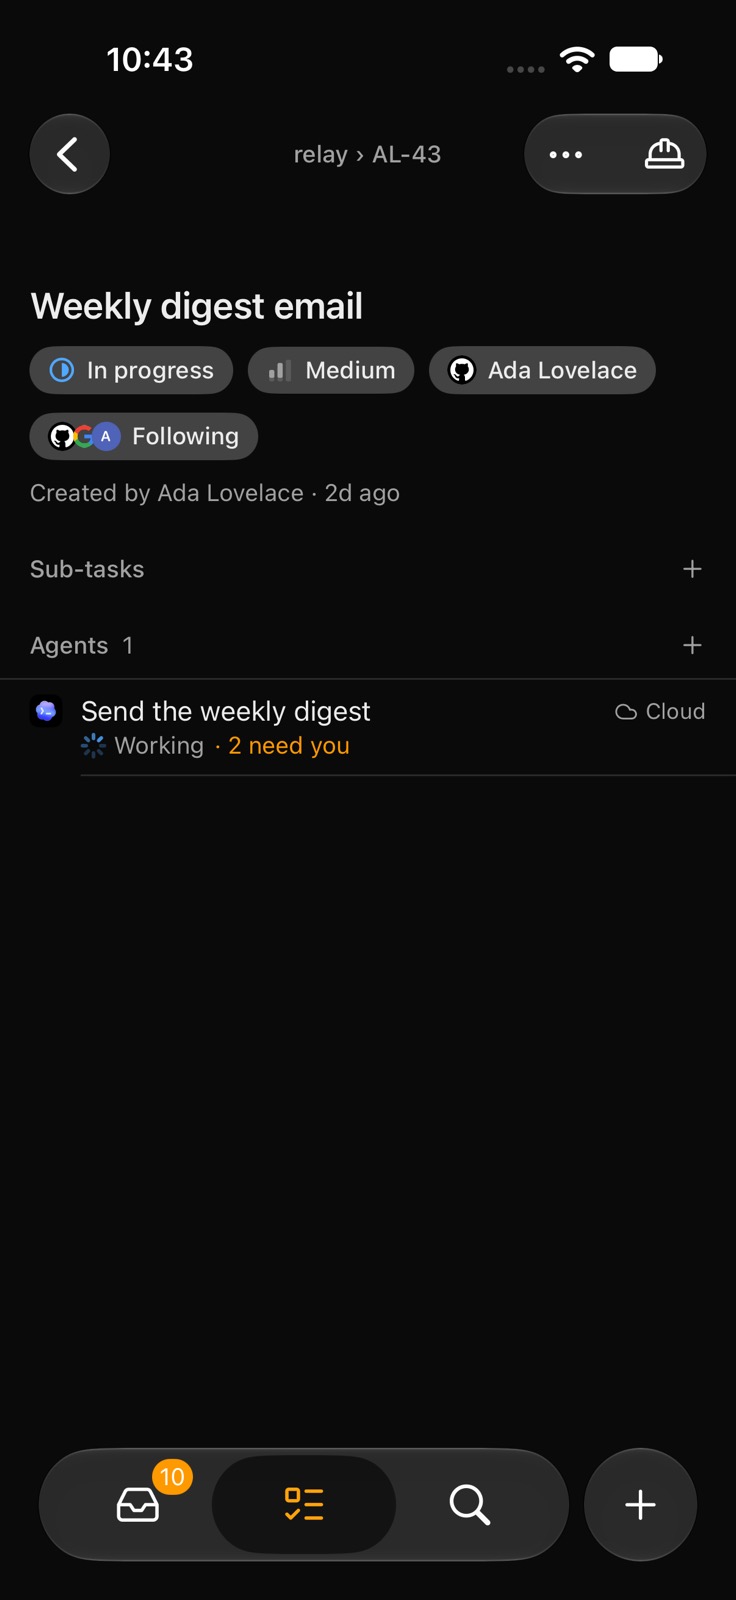 10:43
relay › AL-43
Weekly digest email
In progress
Medium
Ada Lovelace
A
Following
Created by Ada Lovelace · 2d ago
Sub-tasks
Agents 1
Send the weekly digest
Cloud
Working · 2 need you
10